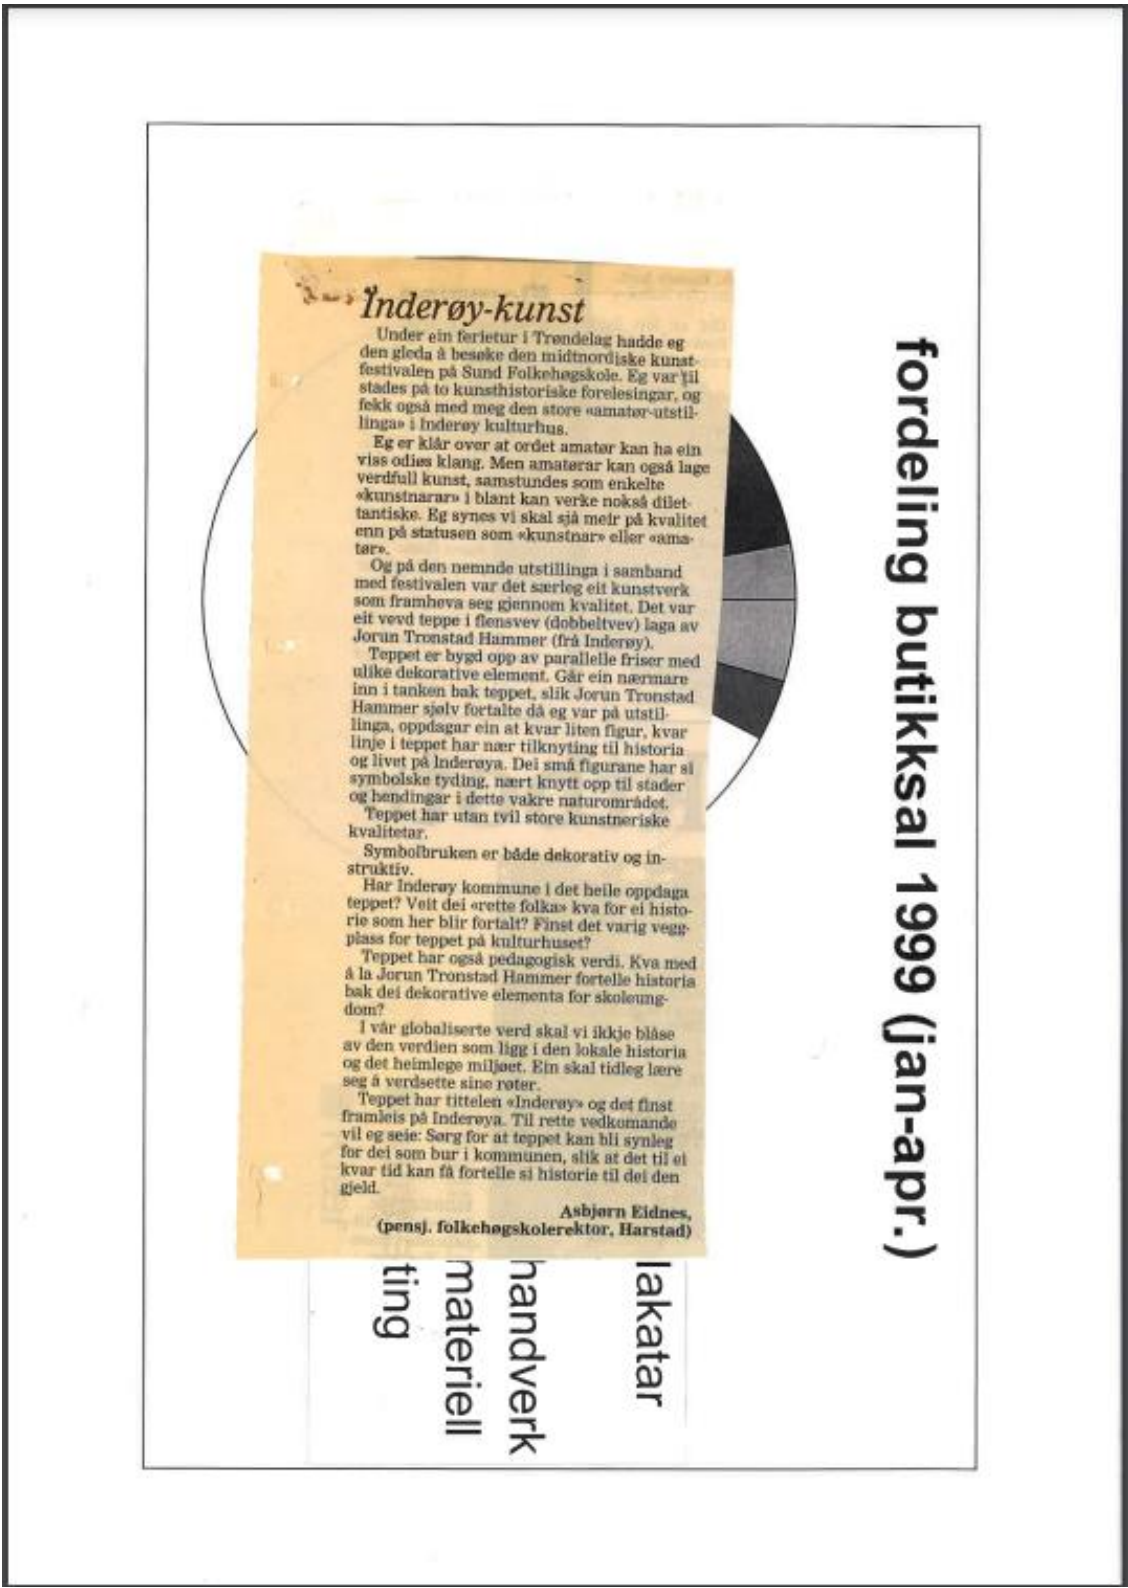 Inderøy-kunst
Under ein ferietur i Trøndelag hadde eg
den gleda å besøke den midtnordiske kunst-
festivalen på Sund Folkehøgskole. Eg var til
stades på to kunsthistoriske forelesingar, og
fekk også med meg den store «amatør-utstil-
linga» i Inderøy kulturhus.
Eg er klår over at ordet amatør kan ha ein
viss odiøs klang. Men amatørar kan også lage
verdfull kunst, samstundes som enkelte
«kunstnarar» i blant kan verke nokså dilet-
tantiske. Eg synes vi skal sjå meir på kvalitet
enn på statusen som «kunstnar» eller «ama-
tør».
Og på den nemnde utstillinga i samband
med festivalen var det særleg eit kunstverk
som framheva seg gjennom kvalitet. Det var
eit vevd teppe i flensvev (dobbeltvev) laga av
Jorun Tronstad Hammer (frå Inderøy).
Teppet er bygd opp av parallelle friser med
ulike dekorative element. Går ein nærmare
inn i tanken bak teppet, slik Jorun Tronstad
Hammer sjølv fortalte då eg var på utstil-
linga, oppdagar ein at kvar liten figur, kvar
linje i teppet har nær tilknyting til historia
og livet på Inderøya. Dei små figurane har si
symbolske tyding, nært knytt opp til stader
og hendingar i dette vakre naturområdet.
Teppet har utan tvil store kunstneriske
kvalitetar.
Symbolbruken er både dekorativ og in-
struktiv.
Har Inderøy kommune i det heile oppdaga
teppet? Veit dei «rette folka» kva for ei histo-
rie som her blir fortalt? Finst det varig vegg-
plass for teppet på kulturhuset?
Teppet har også pedagogisk verdi. Kva med
å la Jorun Tronstad Hammer fortelle historia
bak dei dekorative elementa for skoleung-
dom?
I vår globaliserte verd skal vi ikkje blåse
av den verdien som ligg i den lokale historia
og det heimlege miljøet. Ein skal tidleg lære
seg å verdsette sine røter.
Teppet har tittelen «Inderøy» og det finst
framleis på Inderøya. Til rette vedkomande
vil eg seie: Sørg for at teppet kan bli synleg
for dei som bur i kommunen, slik at det til ei
kvar tid kan få fortelle si historie til dei den
gjeld.
Asbjørn Eidnes,
(pensj. folkehøgskolerektor, Harstad)
fordeling butikksal 1999 (jan-apr.)
lakatar
handverk
materiell
ting